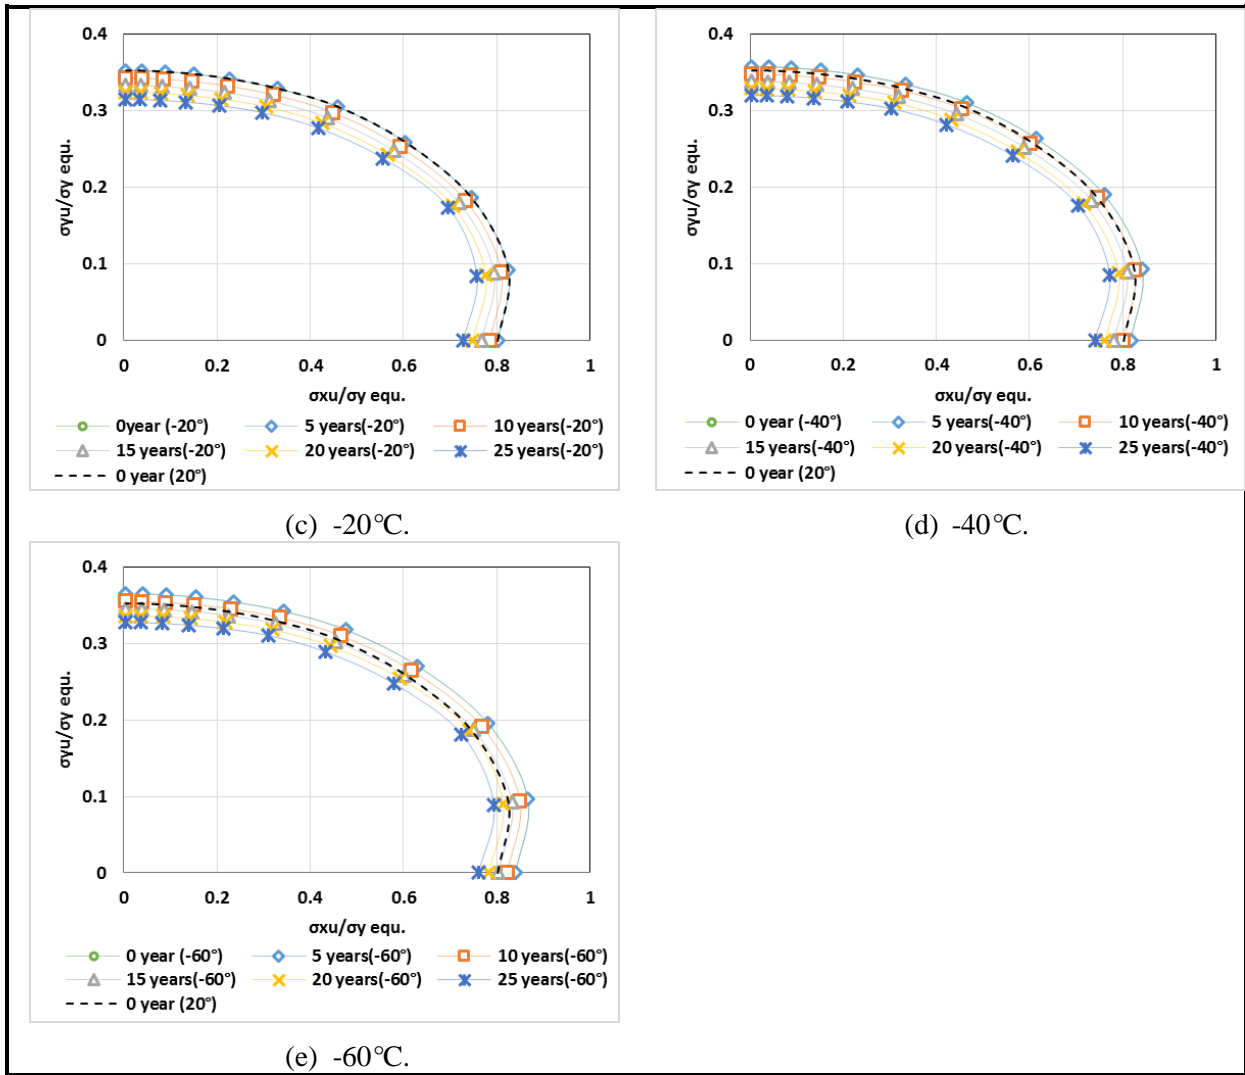 0.4
0.3
0.2
0.1
0
σyu/σy equ.
0 0.2 0.4 0.6 0.8 1
σxu/σy equ.
0year (-20°) 5 years(-20°) 10 years(-20°)
15 years(-20°) 20 years(-20°) 25 years(-20°)
0 year (20°)
(c) -20℃.
0.4
0.3
0.2
0.1
0
σyu/σy equ.
0 0.2 0.4 0.6 0.8 1
σxu/σy equ.
0 year (-40°) 5 years(-40°) 10 years(-40°)
15 years(-40°) 20 years(-40°) 25 years(-40°)
0 year (20°)
(d) -40℃.
0.4
0.3
0.2
0.1
0
σyu/σy equ.
0 0.2 0.4 0.6 0.8 1
σxu/σy equ.
0 year (-60°) 5 years(-60°) 10 years(-60°)
15 years(-60°) 20 years(-60°) 25 years(-60°)
0 year (20°)
(e) -60℃.